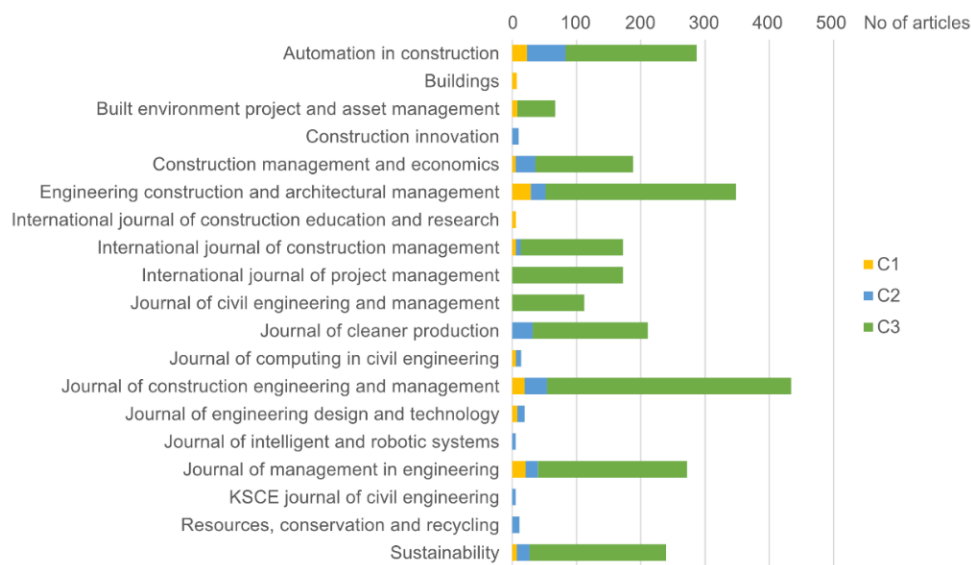 0 100 200 300 400 500 No of articles
Automation in construction
Buildings
Built environment project and asset management
Construction innovation
Construction management and economics
Engineering construction and architectural management
International journal of construction education and research
International journal of construction management
International journal of project management
Journal of civil engineering and management
Journal of cleaner production
Journal of computing in civil engineering
Journal of construction engineering and management
Journal of engineering design and technology
Journal of intelligent and robotic systems
Journal of management in engineering
KSCE journal of civil engineering
Resources, conservation and recycling
Sustainability
C1
C2
C3